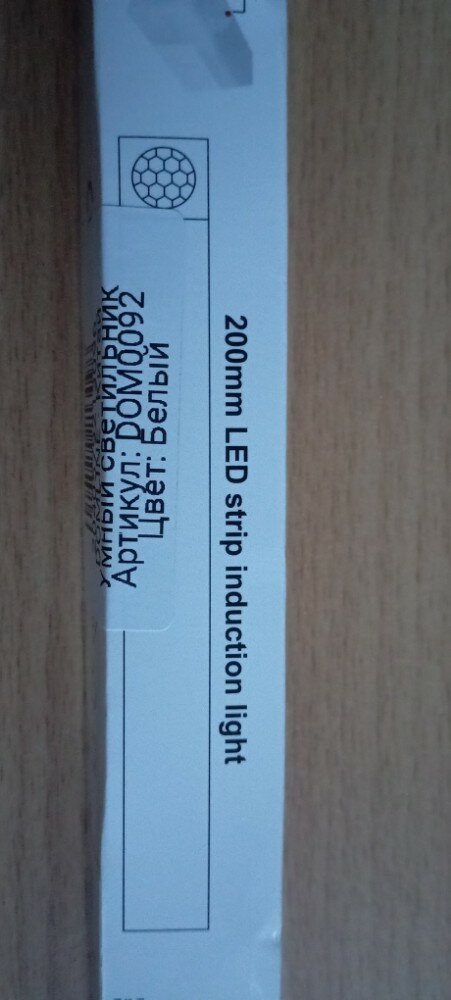 200mm LED strip induction light
Умный светильник
Артикул: DOM0092
Цвет: Белый